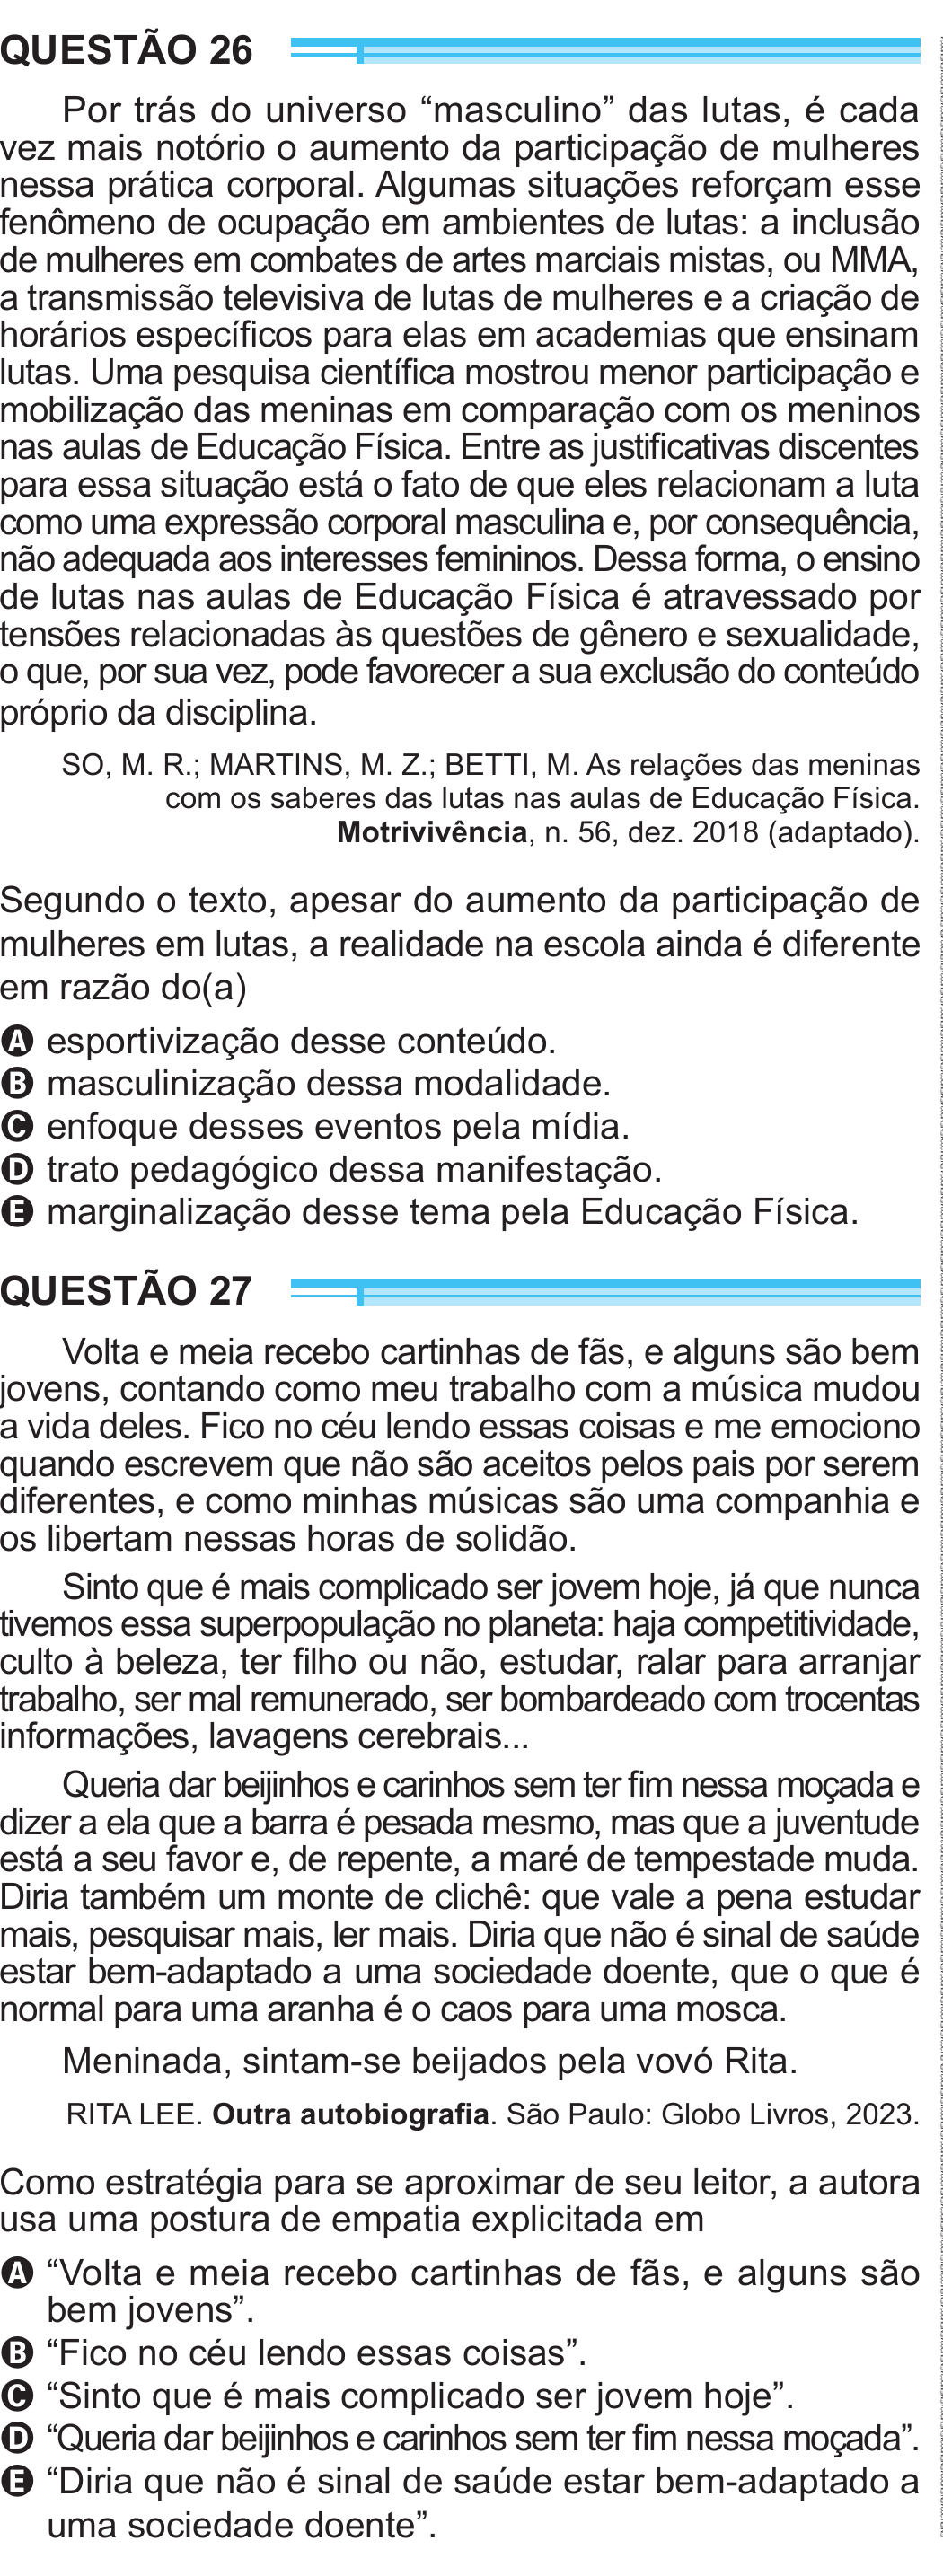 QUESTÃO 26
Por trás do universo “masculino” das lutas, é cada
vez mais notório o aumento da participação de mulheres
nessa prática corporal. Algumas situações reforçam esse
fenômeno de ocupação em ambientes de lutas: a inclusão
de mulheres em combates de artes marciais mistas, ou MMA,
a transmissão televisiva de lutas de mulheres e a criação de
horários específicos para elas em academias que ensinam
lutas. Uma pesquisa científica mostrou menor participação e
mobilização das meninas em comparação com os meninos
nas aulas de Educação Física. Entre as justificativas discentes
para essa situação está o fato de que eles relacionam a luta
como uma expressão corporal masculina e, por consequência,
não adequada aos interesses femininos. Dessa forma, o ensino
de lutas nas aulas de Educação Física é atravessado por
tensões relacionadas às questões de gênero e sexualidade,
o que, por sua vez, pode favorecer a sua exclusão do conteúdo
próprio da disciplina.
SO, M. R.; MARTINS, M. Z.; BETTI, M. As relações das meninas
com os saberes das lutas nas aulas de Educação Física.
Motrivivência, n. 56, dez. 2018 (adaptado).
Segundo o texto, apesar do aumento da participação de
mulheres em lutas, a realidade na escola ainda é diferente
em razão do(a)
A esportivização desse conteúdo.
B masculinização dessa modalidade.
C enfoque desses eventos pela mídia.
D trato pedagógico dessa manifestação.
E marginalização desse tema pela Educação Física.
QUESTÃO 27
Volta e meia recebo cartinhas de fãs, e alguns são bem
jovens, contando como meu trabalho com a música mudou
a vida deles. Fico no céu lendo essas coisas e me emociono
quando escrevem que não são aceitos pelos pais por serem
diferentes, e como minhas músicas são uma companhia e
os libertam nessas horas de solidão.
Sinto que é mais complicado ser jovem hoje, já que nunca
tivemos essa superpopulação no planeta: haja competitividade,
culto à beleza, ter filho ou não, estudar, ralar para arranjar
trabalho, ser mal remunerado, ser bombardeado com trocentas
informações, lavagens cerebrais...
Queria dar beijinhos e carinhos sem ter fim nessa moçada e
dizer a ela que a barra é pesada mesmo, mas que a juventude
está a seu favor e, de repente, a maré de tempestade muda.
Diria também um monte de clichê: que vale a pena estudar
mais, pesquisar mais, ler mais. Diria que não é sinal de saúde
estar bem-adaptado a uma sociedade doente, que o que é
normal para uma aranha é o caos para uma mosca.
Meninada, sintam-se beijados pela vovó Rita.
RITA LEE. Outra autobiografia. São Paulo: Globo Livros, 2023.
Como estratégia para se aproximar de seu leitor, a autora
usa uma postura de empatia explicitada em
A “Volta e meia recebo cartinhas de fãs, e alguns são
bem jovens”.
B “Fico no céu lendo essas coisas”.
C “Sinto que é mais complicado ser jovem hoje”.
D “Queria dar beijinhos e carinhos sem ter fim nessa moçada”.
E “Diria que não é sinal de saúde estar bem-adaptado a
uma sociedade doente”.